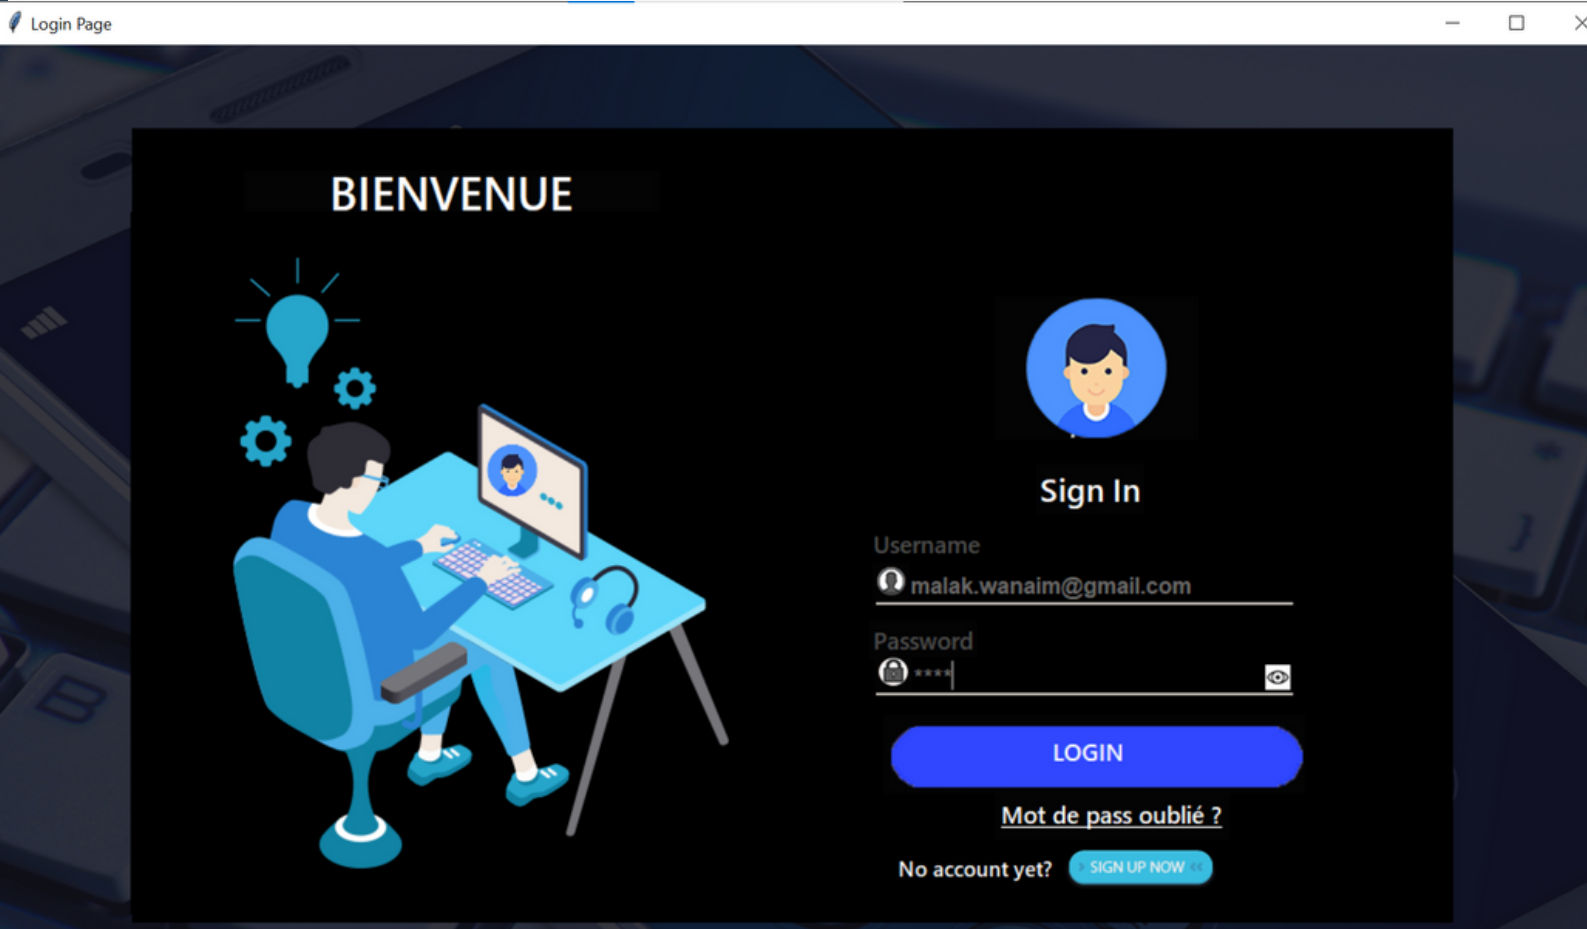 Login Page
BIENVENUE
Sign In
Username
malak.wanaim@gmail.com
Password
****
LOGIN
Mot de pass oublié ?
No account yet? > SIGN UP NOW <<
B
*
}